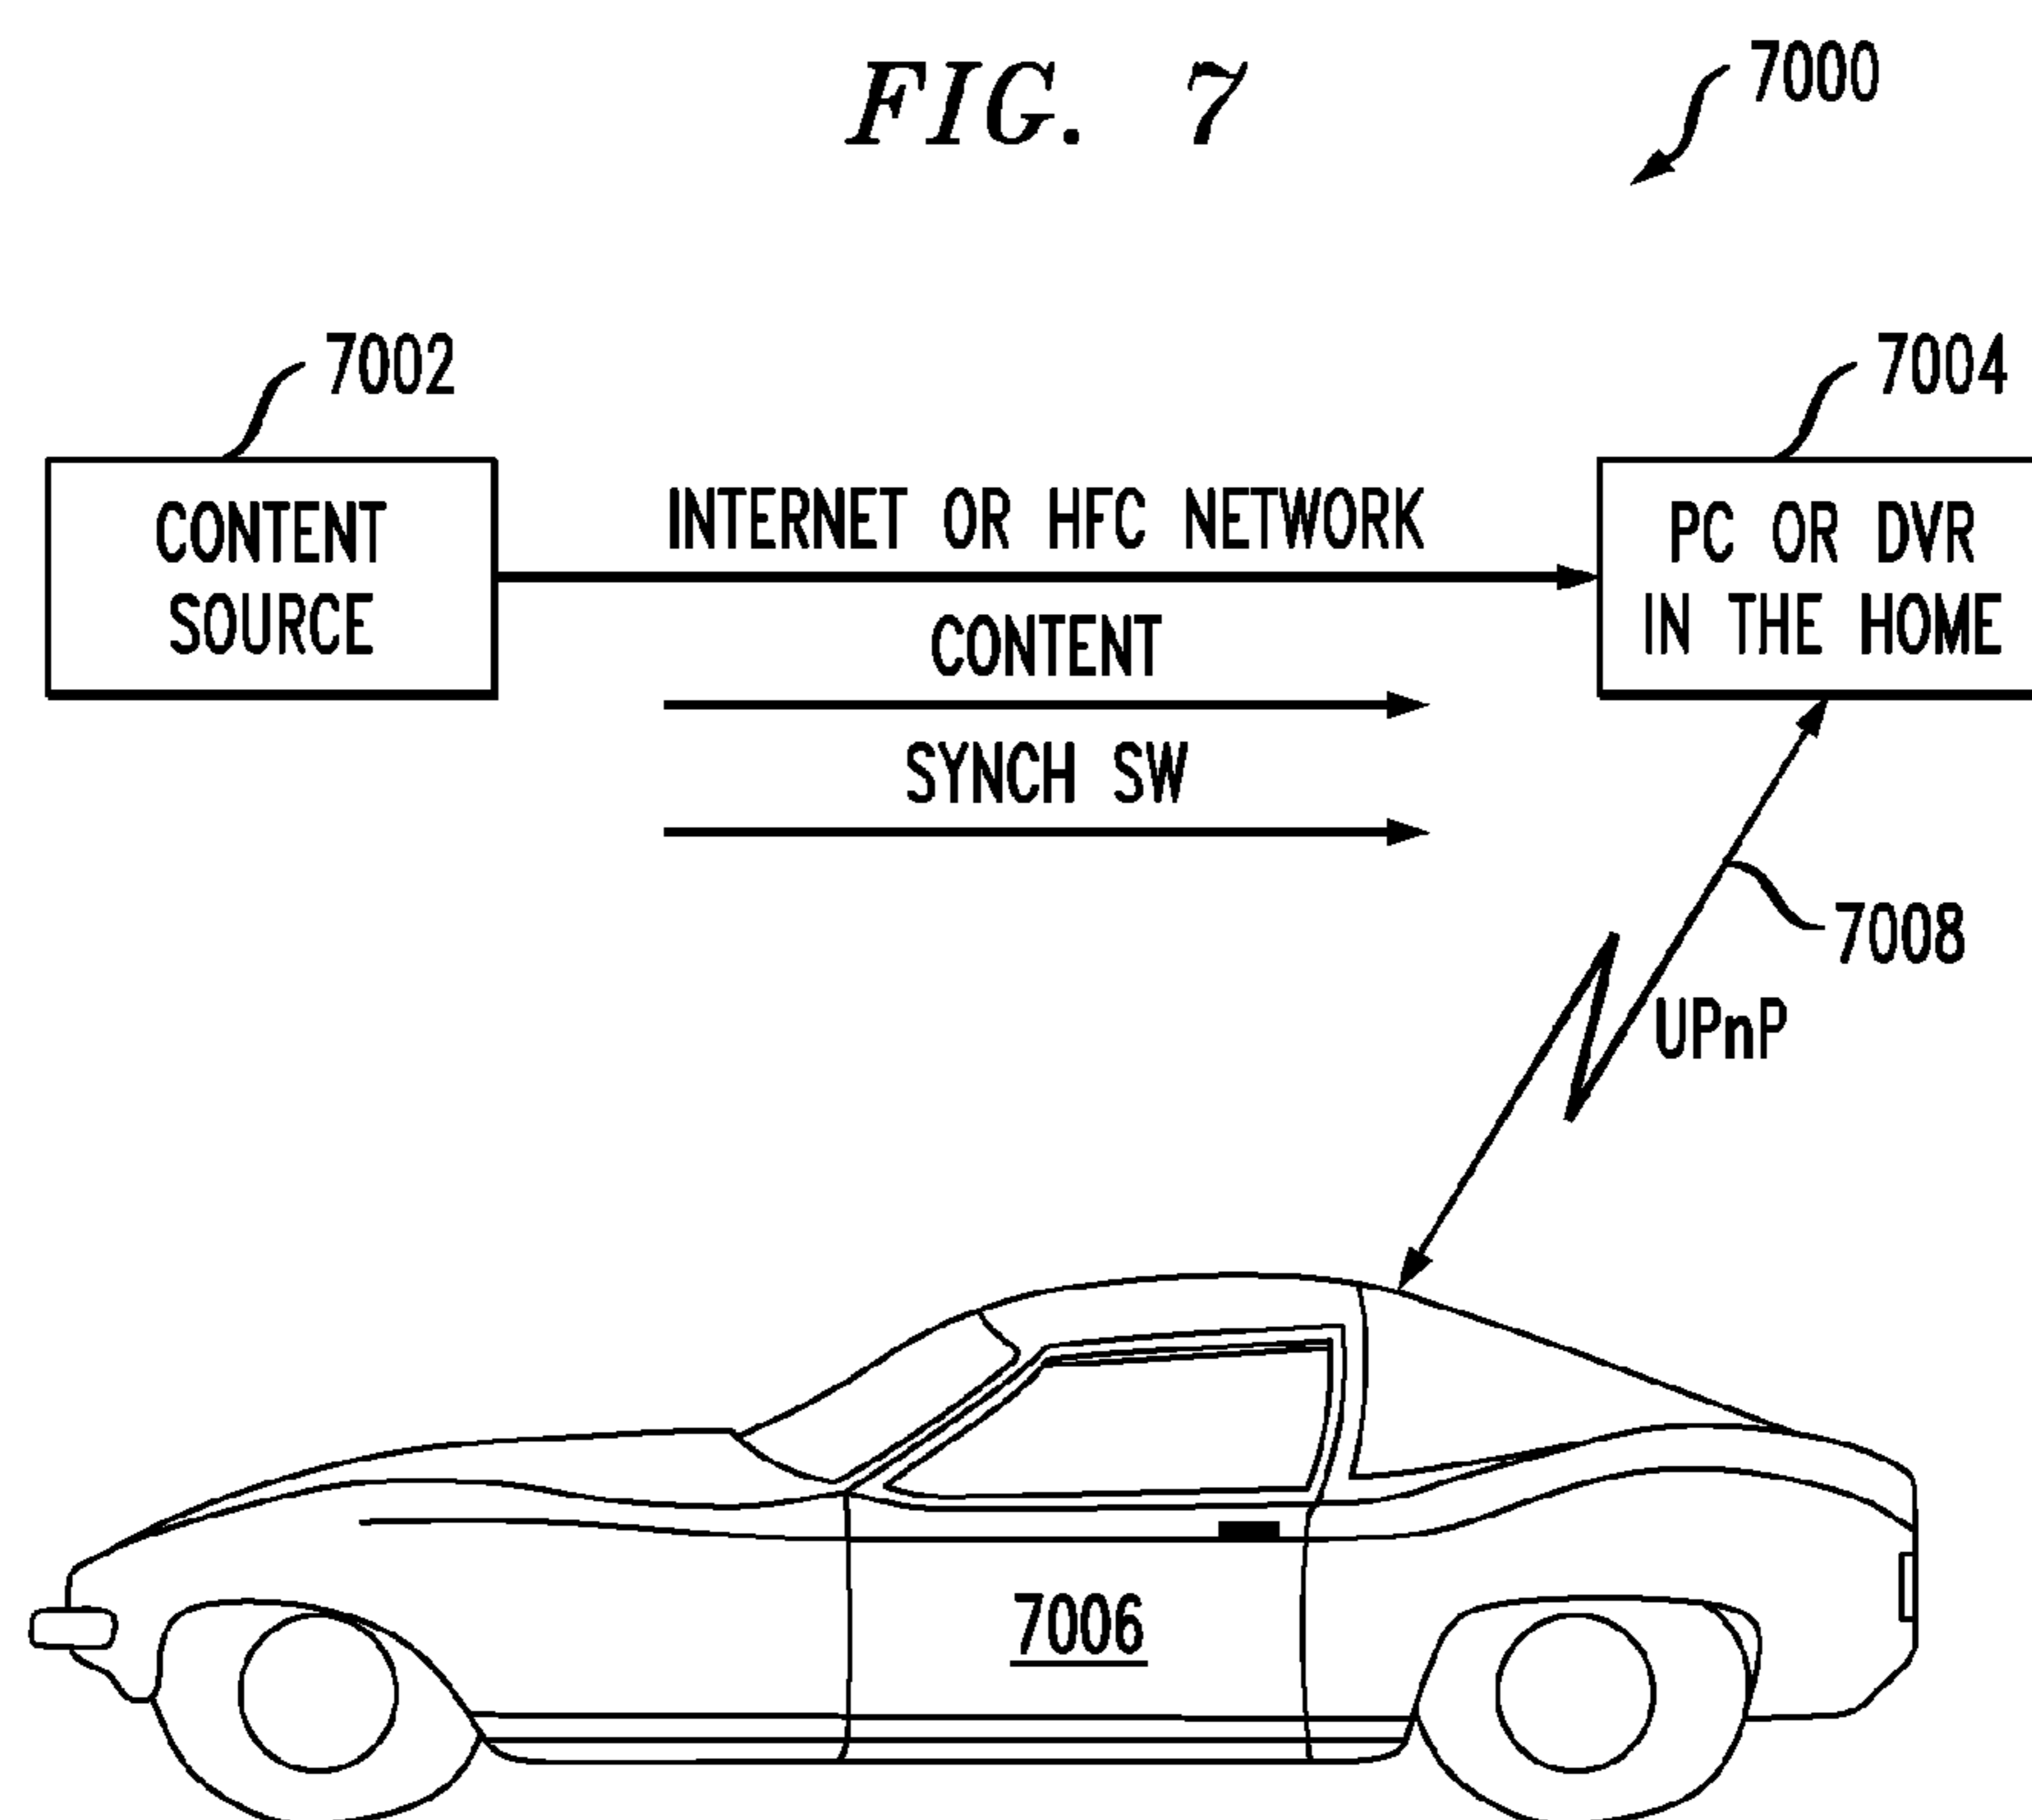 FIG. 7
7000
7002
7004
CONTENT
SOURCE
INTERNET OR HFC NETWORK
PC OR DVR
IN THE HOME
CONTENT
SYNCH SW
7008
UPnP
7006